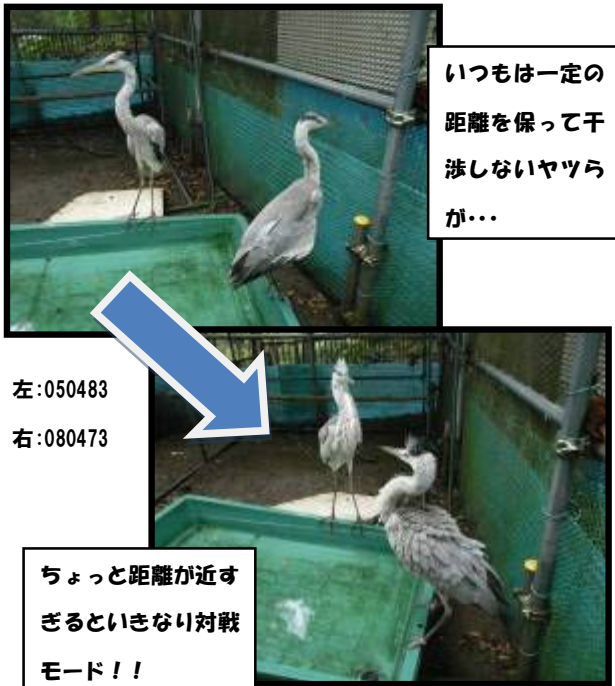 いつもは一定の
距離を保って干
渉しないヤツら
が･･･
左:050483
右:080473
ちょっと距離が近す
ぎるといきなり対戦
モード！！